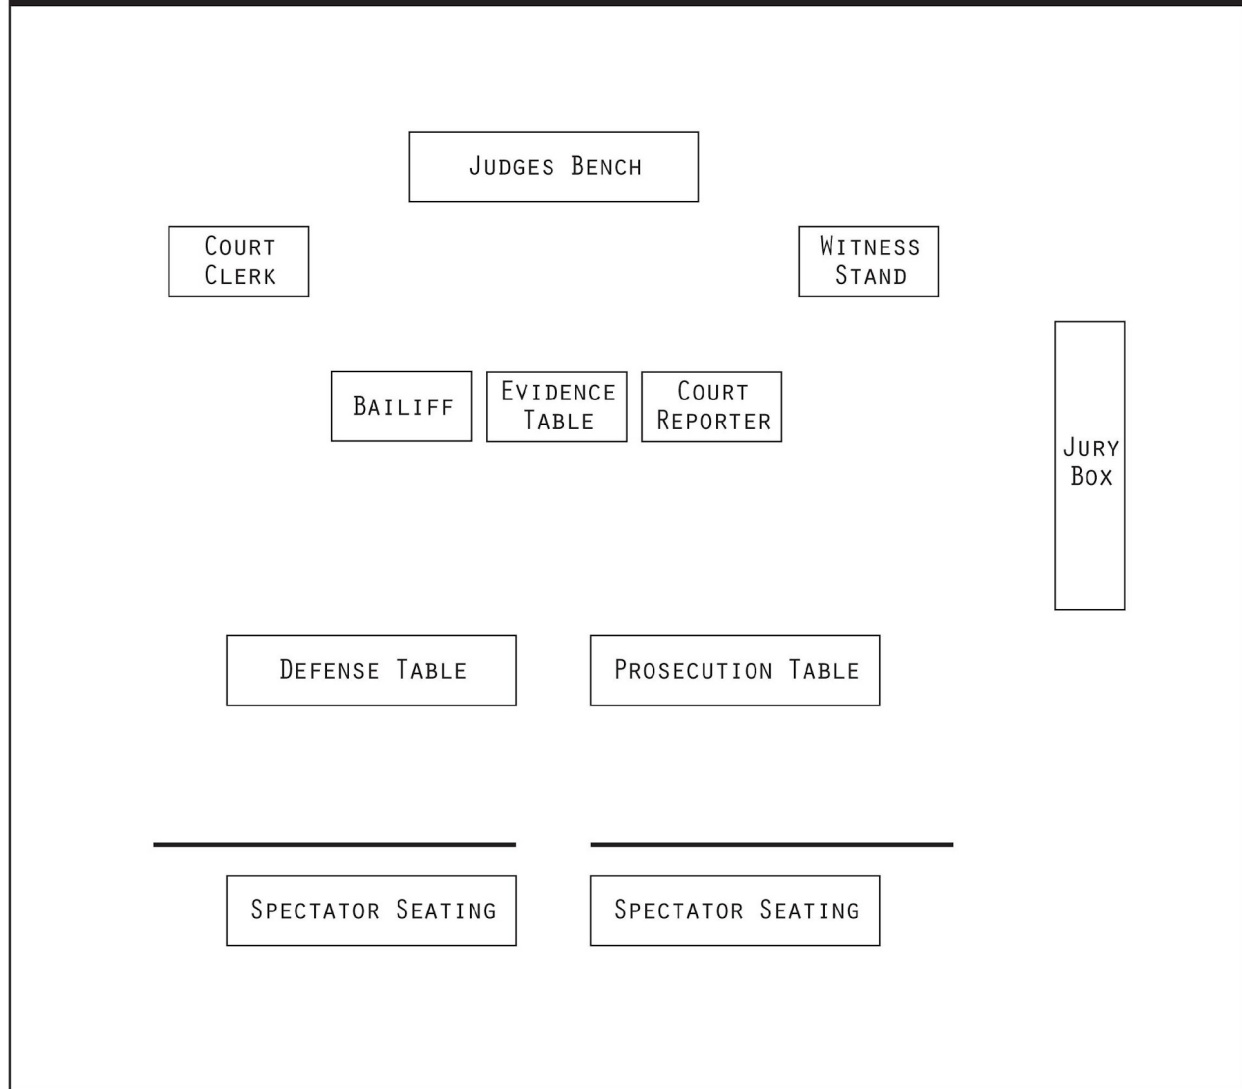 Judges Bench
Court
Clerk
Witness
Stand
Bailiff
Evidence
Table
Court
Reporter
Jury
Box
Defense Table
Prosecution Table
Spectator Seating
Spectator Seating